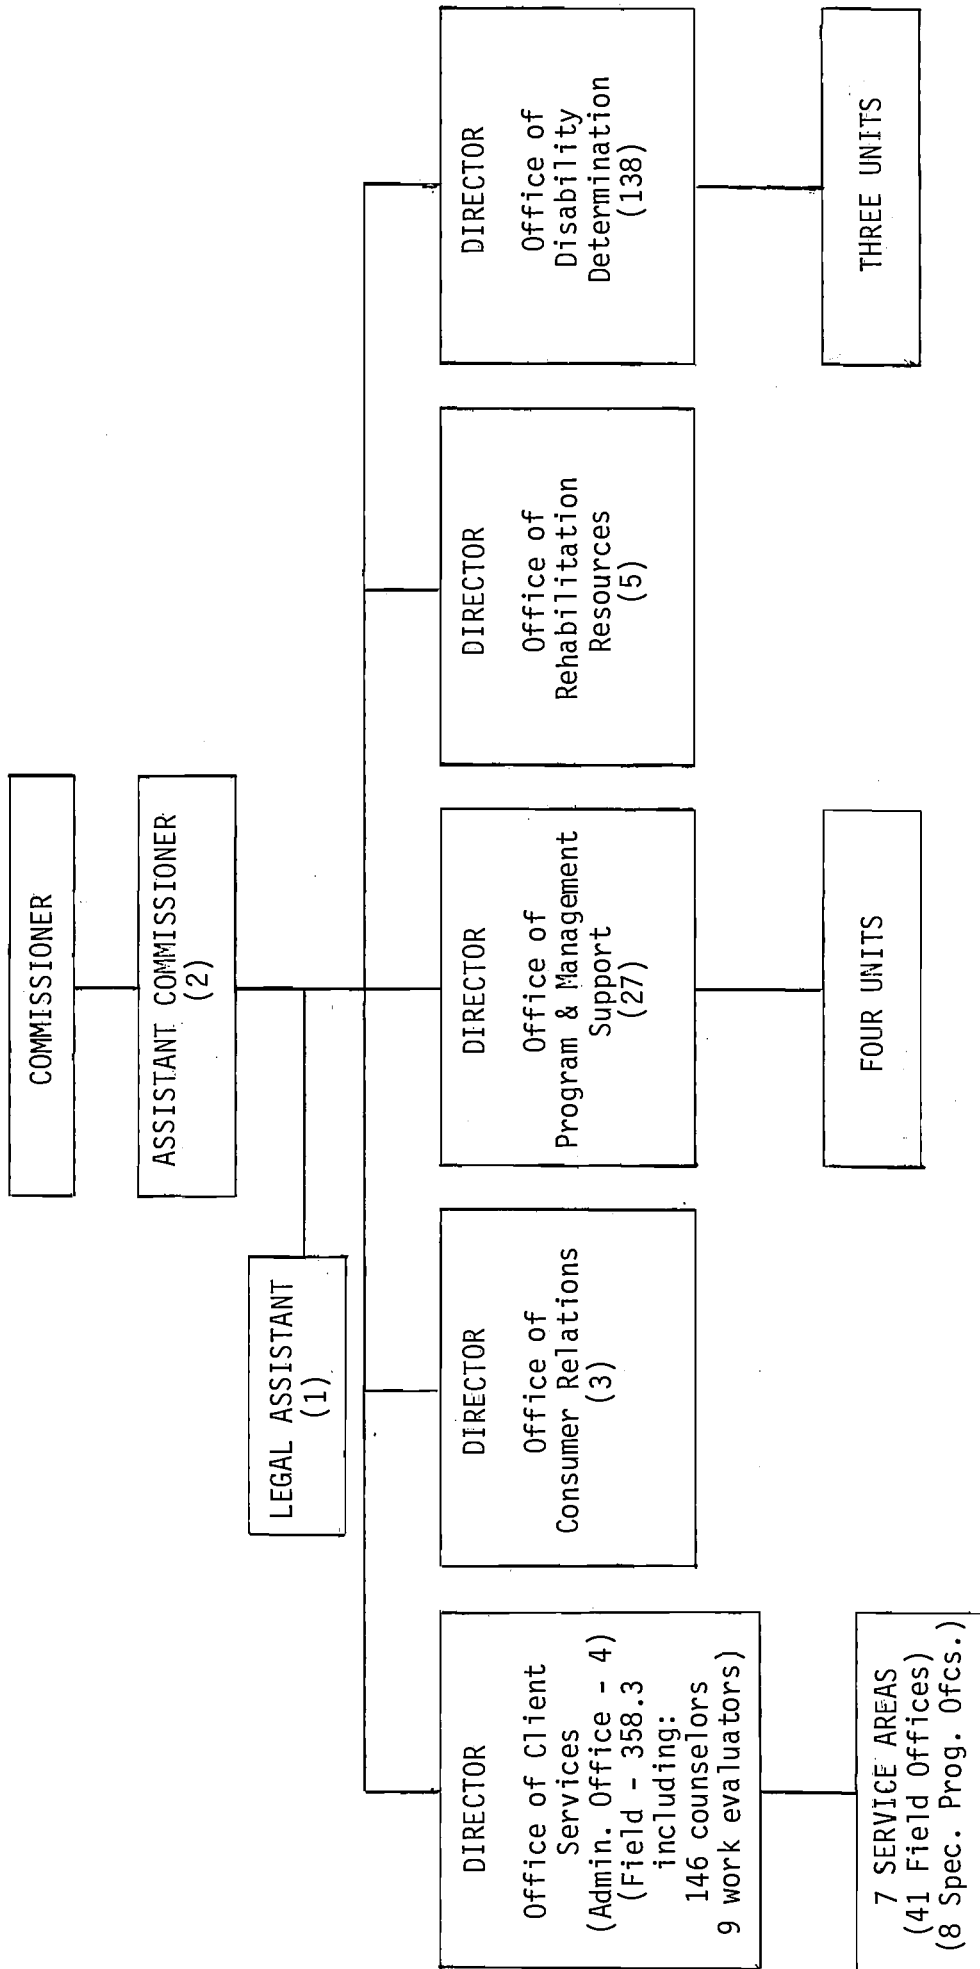 COMMISSIONER
ASSISTANT COMMISSIONER
(2)
LEGAL ASSISTANT
(1)
DIRECTOR
Office of Client
Services
(Admin. Office - 4)
(Field - 358.3
including:
146 counselors
9 work evaluators)
DIRECTOR
Office of
Consumer Relations
(3)
DIRECTOR
Office of
Program & Management
Support
(27)
DIRECTOR
Office of
Rehabilitation
Resources
(5)
DIRECTOR
Office of
Disability
Determination
(138)
7 SERVICE AREAS
(41 Field Offices)
(8 Spec. Prog. Ofcs.)
FOUR UNITS
THREE UNITS